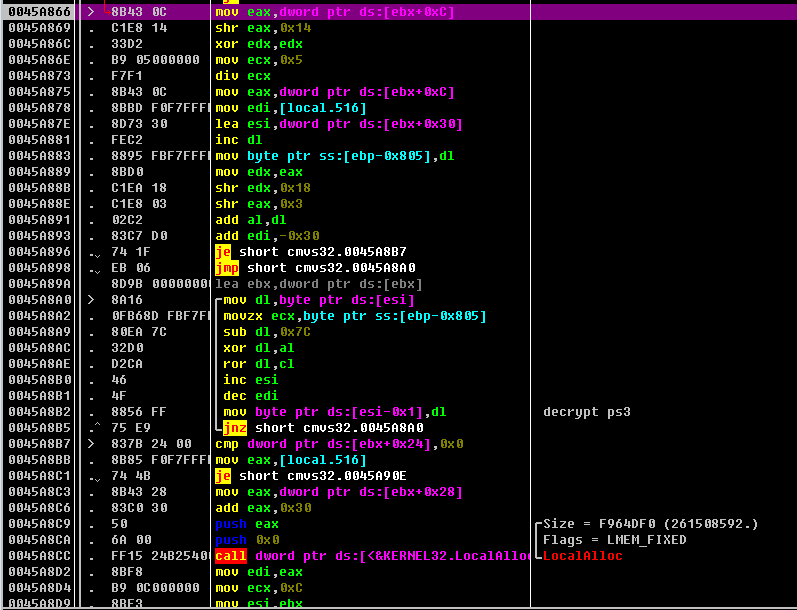 0045A866 > 8B43 0C mov eax,dword ptr ds:[ebx+0xC]
0045A869 . C1E8 14 shr eax,0x14
0045A86C . 33D2 xor edx,edx
0045A86E . B9 05000000 mov ecx,0x5
0045A873 . F7F1 div ecx
0045A875 . 8B43 0C mov eax,dword ptr ds:[ebx+0xC]
0045A878 . 8BBD F0F7FFFF mov edi,[local.516]
0045A87E . 8D73 30 lea esi,dword ptr ds:[ebx+0x30]
0045A881 . FEC2 inc dl
0045A883 . 8895 FBF7FFFF mov byte ptr ss:[ebp-0x805],dl
0045A889 . 8BD0 mov edx,eax
0045A88B . C1EA 18 shr edx,0x18
0045A88E . C1E8 03 shr eax,0x3
0045A891 . 02C2 add al,dl
0045A893 . 83C7 D0 add edi,-0x30
0045A896 .ˇ 74 1F je short cmvs32.0045A8B7
0045A898 .ˇ EB 06 jmp short cmvs32.0045A8A0
0045A89A 8D9B 00000000 lea ebx,dword ptr ds:[ebx]
0045A8A0 > 8A16 mov dl,byte ptr ds:[esi]
0045A8A2 . 0FB68D FBF7FF movzx ecx,byte ptr ss:[ebp-0x805]
0045A8A9 . 80EA 7C sub dl,0x7C
0045A8AC . 32D0 xor dl,al
0045A8AE . D2CA ror dl,cl
0045A8B0 . 46 inc esi
0045A8B1 . 4F dec edi
0045A8B2 . 8856 FF mov byte ptr ds:[esi-0x1],dl decrypt ps3
0045A8B5 .^ 75 E9 jnz short cmvs32.0045A8A0
0045A8B7 > 837B 24 00 cmp dword ptr ds:[ebx+0x24],0x0
0045A8BB . 8B85 F0F7FFFF mov eax,[local.516]
0045A8C1 .ˇ 74 4B je short cmvs32.0045A90E
0045A8C3 . 8B43 28 mov eax,dword ptr ds:[ebx+0x28]
0045A8C6 . 83C0 30 add eax,0x30
0045A8C9 . 50 push eax Size = F964DF0 (261508592.)
0045A8CA . 6A 00 push 0x0 Flags = LMEM_FIXED
0045A8CC . FF15 24B25400 call dword ptr ds:[<&KERNEL32.LocalAlloc LocalAlloc
0045A8D2 . 8BF8 mov edi,eax
0045A8D4 . B9 0C000000 mov ecx,0xC
0045A8D9 . 8BF3 mov esi,ebx